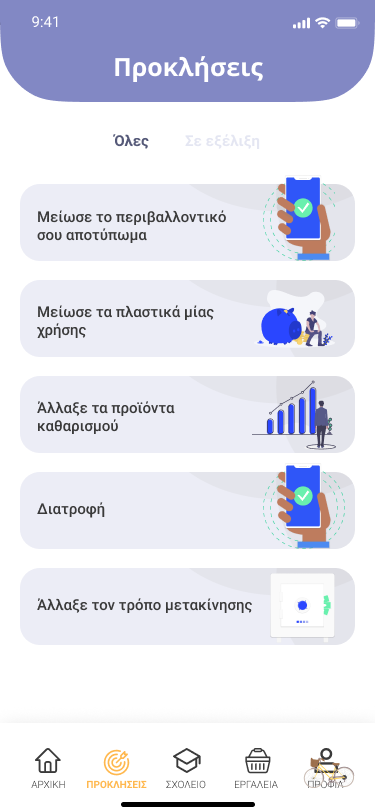 9:41
Προκλήσεις
Όλες Σε εξέλιξη
Μείωσε το περιβαλλοντικό
σου αποτύπωμα
Μείωσε τα πλαστικά μίας
χρήσης
Άλλαξε τα προϊόντα
καθαρισμού
Διατροφή
Άλλαξε τον τρόπο μετακίνησης
ΑΡΧΙΚΗ ΠΡΟΚΛΗΣΕΙΣ ΣΧΟΛΕΙΟ ΕΡΓΑΛΕΙΑ ΠΡΟΦΙΛ